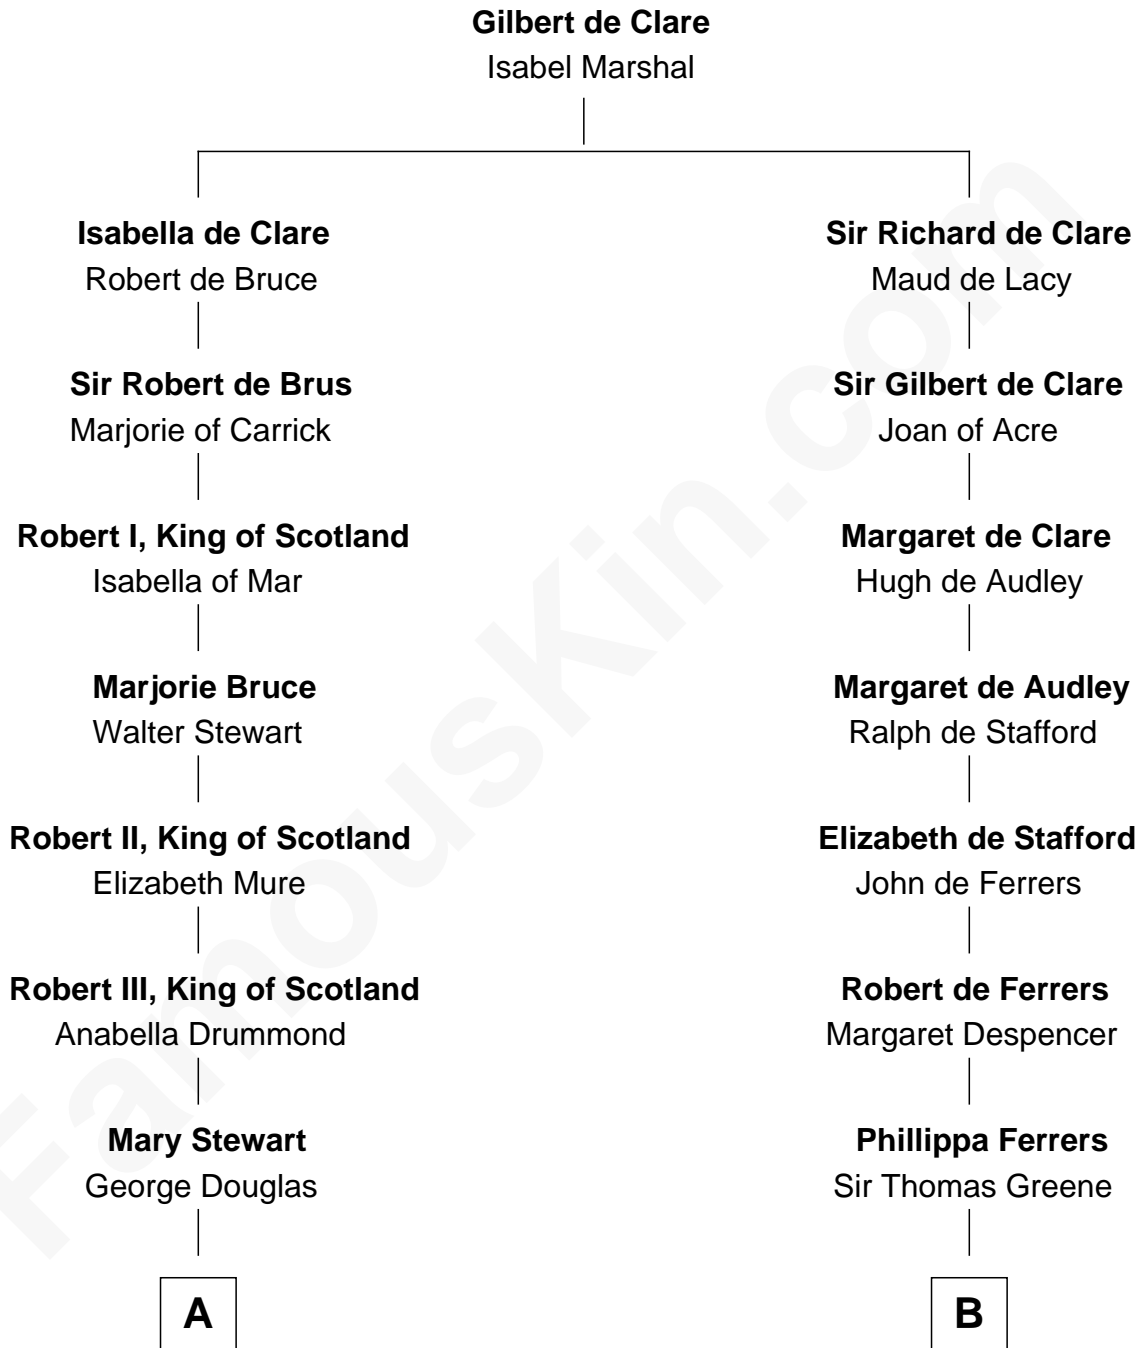 Gilbert de Clare
Isabel Marshal
Isabella de Clare
Robert de Bruce
Sir Robert de Brus
Marjorie of Carrick
Robert I, King of Scotland
Isabella of Mar
Marjorie Bruce
Walter Stewart
Robert II, King of Scotland
Elizabeth Mure
Robert III, King of Scotland
Anabella Drummond
Mary Stewart
George Douglas
A
Sir Richard de Clare
Maud de Lacy
Sir Gilbert de Clare
Joan of Acre
Margaret de Clare
Hugh de Audley
Margaret de Audley
Ralph de Stafford
Elizabeth de Stafford
John de Ferrers
Robert de Ferrers
Margaret Despencer
Phillippa Ferrers
Sir Thomas Greene
B
FamousKin.com